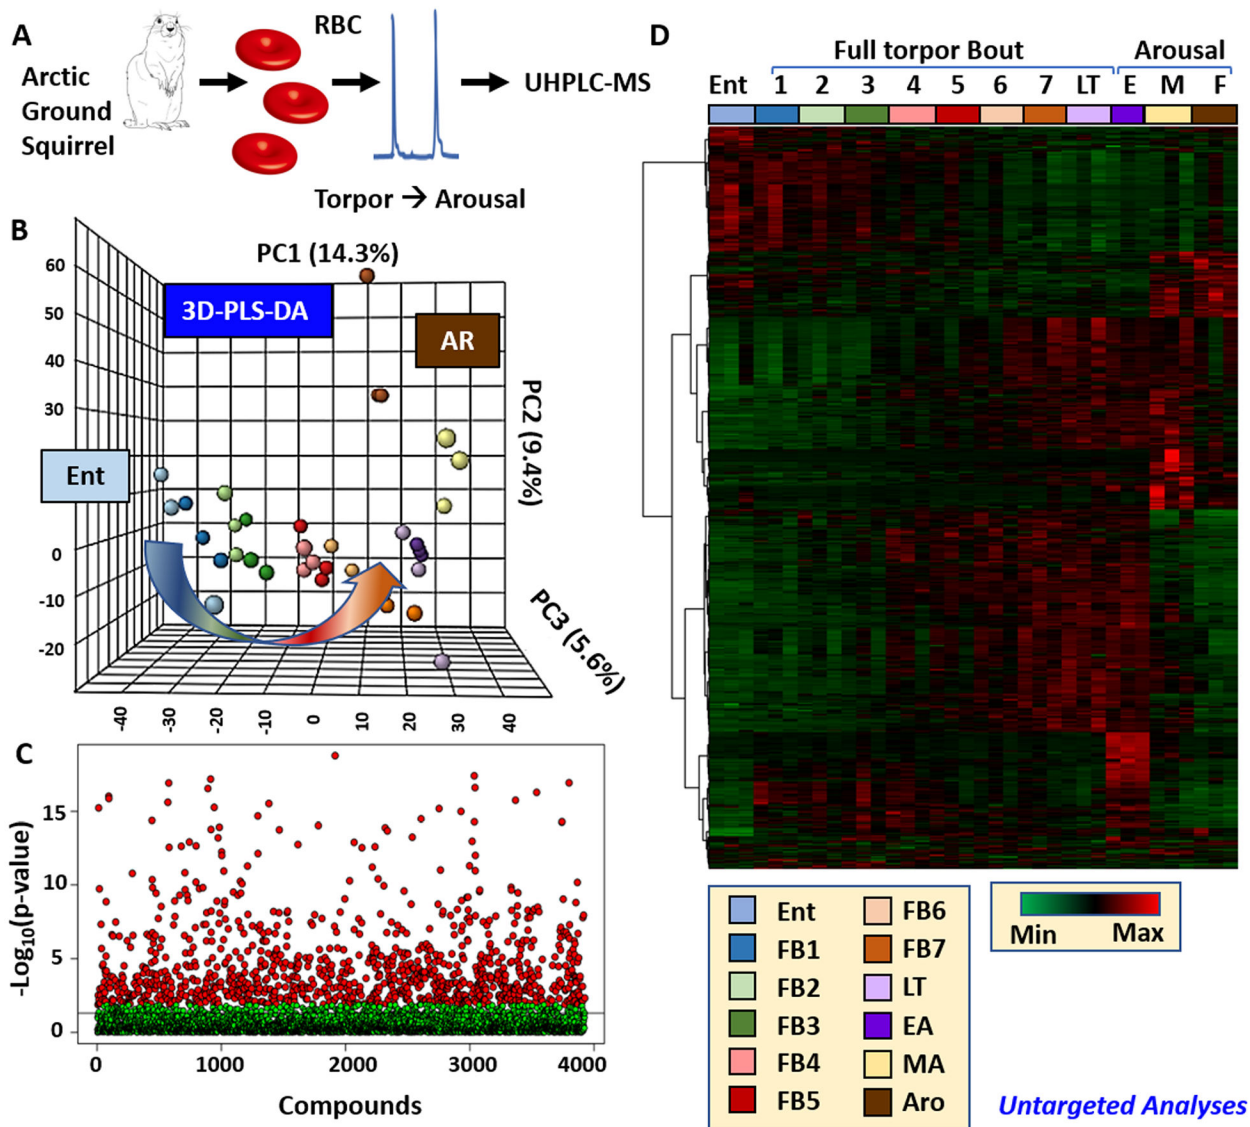 A
Arctic
Ground
Squirrel
RBC
UHPLC-MS
Torpor → Arousal
B
PC1 (14.3%)
3D-PLS-DA
AR
Ent
PC2 (9.4%)
PC3 (5.6%)
60
50
40
30
0
-10
-20
-40
-30
-20
-10
0
10
20
30
40
C
-Log10(p-value)
15
10
5
0
0
1000
2000
3000
4000
Compounds
D
Full torpor Bout
Arousal
Ent 1 2 3 4 5 6 7 LT E M F
Ent
FB1
FB2
FB3
FB4
FB5
FB6
FB7
LT
EA
MA
Aro
Min Max
Untargeted Analyses